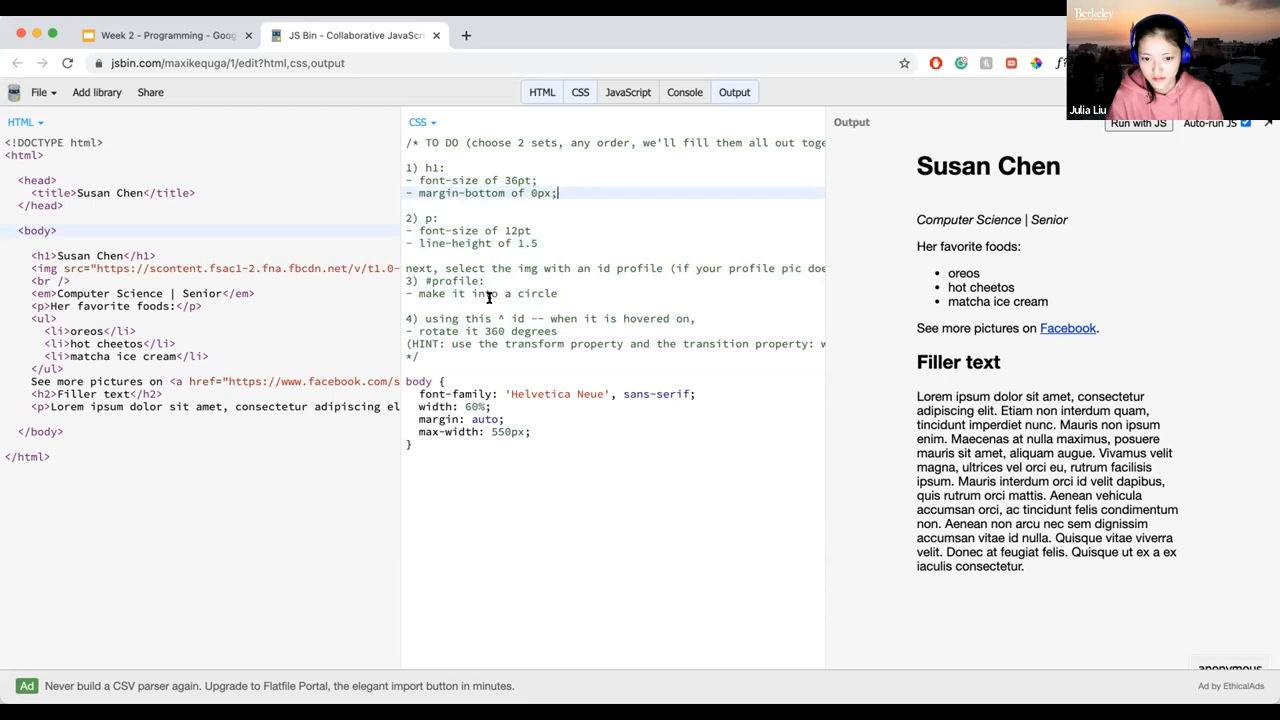 Week 2 - Programming - Goog
JS Bin - Collaborative JavaScri
jsbin.com/maxikequga/1/edit?html,css,output
File
Add library
Share
HTML
CSS
JavaScript
Console
Output
Berkeley
Julia Liu
Run with JS
Auto-run JS
HTML
<!DOCTYPE html>
<html>
<head>
<title>Susan Chen</title>
</head>
<body>
<h1>Susan Chen</h1>
<img src="https://scontent.fsac1-2.fna.fbcdn.net/v/t1.0-
<br />
<em>Computer Science | Senior</em>
<p>Her favorite foods:</p>
<ul>
<li>oreos</li>
<li>hot cheetos</li>
<li>matcha ice cream</li>
</ul>
See more pictures on <a href="https://www.facebook.com/s
<h2>Filler text</h2>
<p>Lorem ipsum dolor sit amet, consectetur adipiscing el
</body>
</html>
CSS
/* TO DO (choose 2 sets, any order, we'll fill them all out toge
1) h1:
- font-size of 36pt;
- margin-bottom of 0px;
2) p:
- font-size of 12pt
- line-height of 1.5
next, select the img with an id profile (if your profile pic doe
3) #profile:
- make it into a circle
4) using this ^ id -- when it is hovered on,
- rotate it 360 degrees
(HINT: use the transform property and the transition property: w
*/
body {
font-family: 'Helvetica Neue', sans-serif;
width: 60%;
margin: auto;
max-width: 550px;
}
Output
Susan Chen
Computer Science | Senior
Her favorite foods:
oreos
hot cheetos
matcha ice cream
See more pictures on Facebook.
Filler text
Lorem ipsum dolor sit amet, consectetur
adipiscing elit. Etiam non interdum quam,
tincidunt imperdiet nunc. Mauris non ipsum
enim. Maecenas at nulla maximus, posuere
mauris sit amet, aliquam augue. Vivamus velit
magna, ultrices vel orci eu, rutrum facilisis
ipsum. Mauris interdum orci id velit dapibus,
quis rutrum orci mattis. Aenean vehicula
accumsan orci, ac tincidunt felis condimentum
non. Aenean non arcu nec sem dignissim
accumsan vitae id nulla. Quisque vitae viverra
velit. Donec at feugiat felis. Quisque ut ex a ex
iaculis consectetur.
anonymous
Ad
Never build a CSV parser again. Upgrade to Flatfile Portal, the elegant import button in minutes.
Ad by EthicalAds